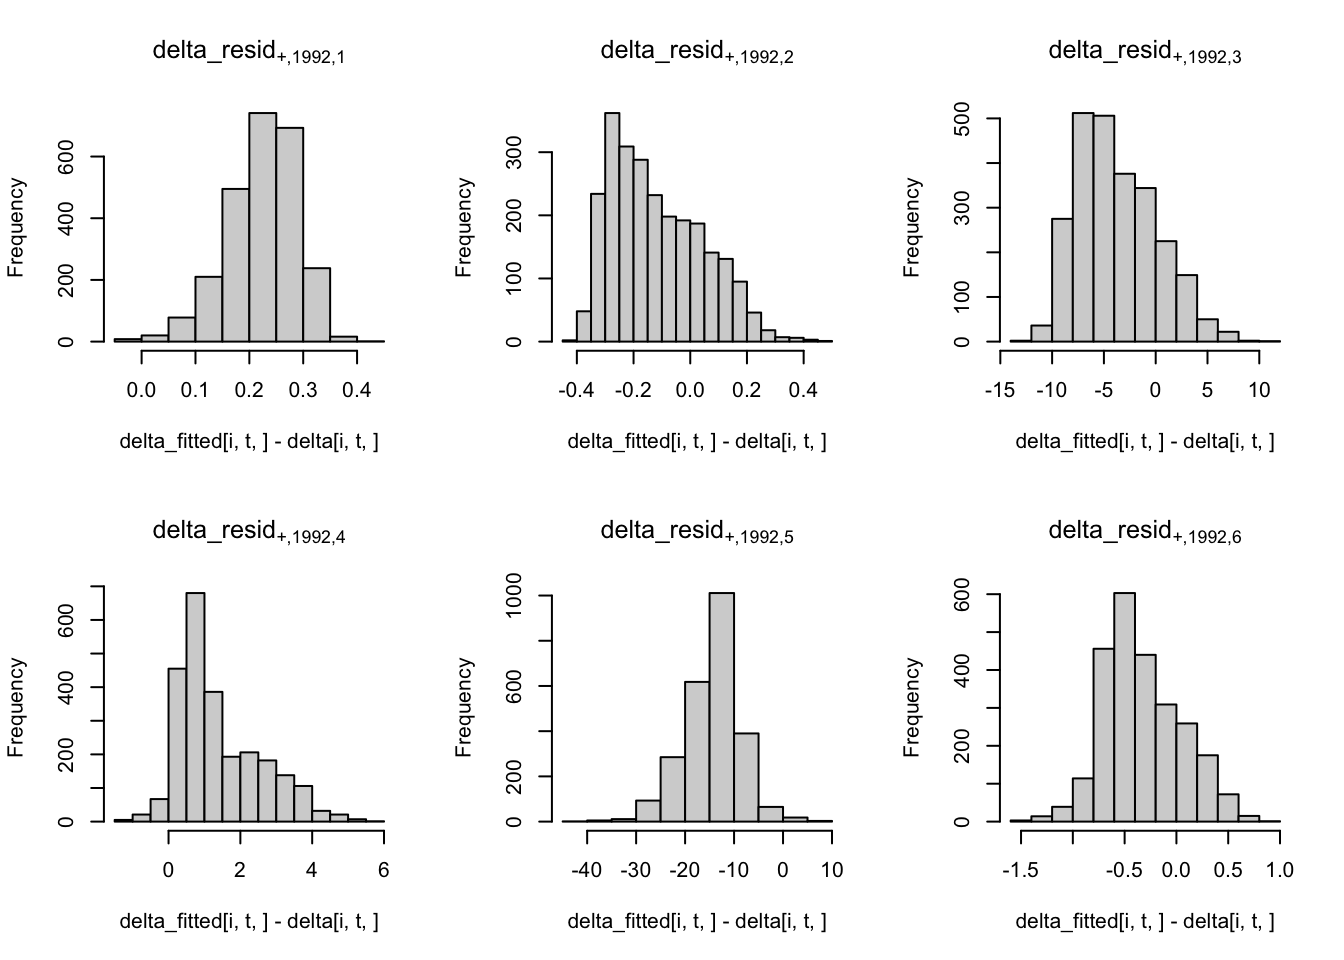 delta_resid+,1992,1
Frequency
0 200 400 600
0.0 0.1 0.2 0.3 0.4
delta_fitted[i, t, ] - delta[i, t, ]
delta_resid+,1992,2
Frequency
0 100 200 300
-0.4 -0.2 0.0 0.2 0.4
delta_fitted[i, t, ] - delta[i, t, ]
delta_resid+,1992,3
Frequency
0 100 300 500
-15 -10 -5 0 5 10
delta_fitted[i, t, ] - delta[i, t, ]
delta_resid+,1992,4
Frequency
0 200 400 600
0 2 4 6
delta_fitted[i, t, ] - delta[i, t, ]
delta_resid+,1992,5
Frequency
0 200 600 1000
-40 -30 -20 -10 0 10
delta_fitted[i, t, ] - delta[i, t, ]
delta_resid+,1992,6
Frequency
0 200 400 600
-1.5 -0.5 0.0 0.5 1.0
delta_fitted[i, t, ] - delta[i, t, ]